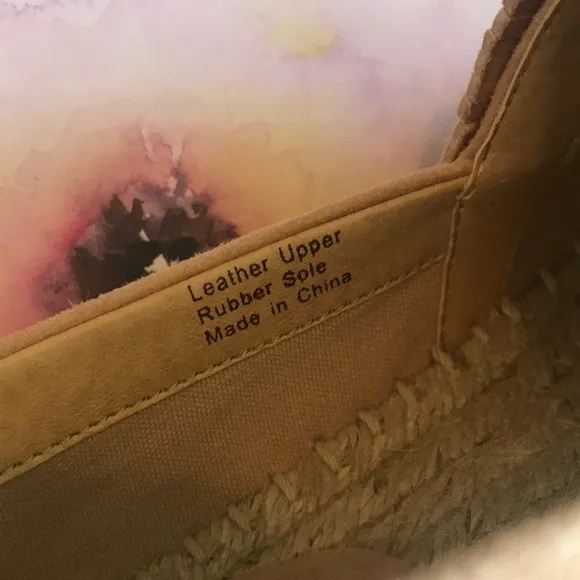 Leather Upper
Rubber Sole
Made in China